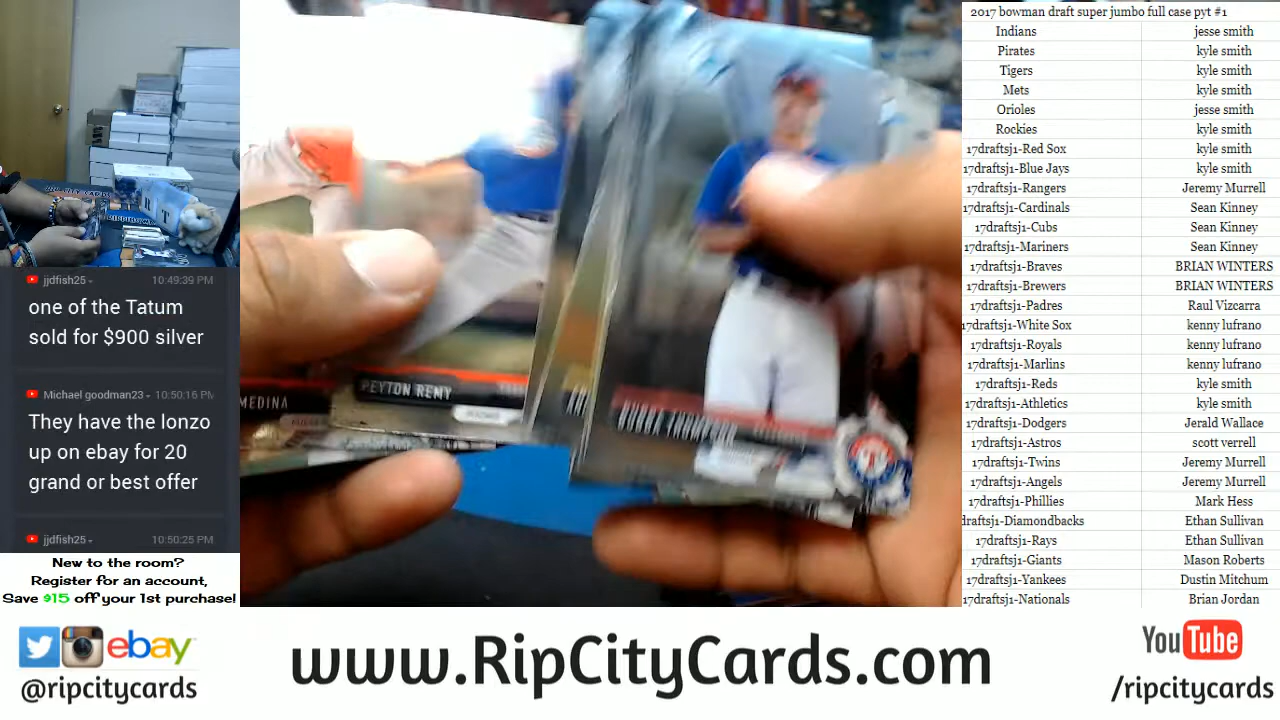 jjdfish25
10:49:39 PM
one of the Tatum
sold for $900 silver
Michael goodman23
10:50:16 PM
They have the lonzo
up on ebay for 20
grand or best offer
jjdfish25
10:50:25 PM
New to the room?
Register for an account,
Save $15 off your 1st purchase!
MEDINA
PEYTON REMY
T
2017 bowman draft super jumbo full case pyt #1
Indians jesse smith
Pirates kyle smith
Tigers kyle smith
Mets kyle smith
Orioles jesse smith
Rockies kyle smith
17draftsj1-Red Sox kyle smith
17draftsj1-Blue Jays kyle smith
17draftsj1-Rangers Jeremy Murrell
17draftsj1-Cardinals Sean Kinney
17draftsj1-Cubs Sean Kinney
17draftsj1-Mariners Sean Kinney
17draftsj1-Braves BRIAN WINTERS
17draftsj1-Brewers BRIAN WINTERS
17draftsj1-Padres Raul Vizcarra
17draftsj1-White Sox kenny lufrano
17draftsj1-Royals kenny lufrano
17draftsj1-Marlins kenny lufrano
17draftsj1-Reds kyle smith
17draftsj1-Athletics kyle smith
17draftsj1-Dodgers Jerald Wallace
17draftsj1-Astros scott verrell
17draftsj1-Twins Jeremy Murrell
17draftsj1-Angels Jeremy Murrell
17draftsj1-Phillies Mark Hess
draftsj1-Diamondbacks Ethan Sullivan
17draftsj1-Rays Ethan Sullivan
17draftsj1-Giants Mason Roberts
17draftsj1-Yankees Dustin Mitchum
17draftsj1-Nationals Brian Jordan
ebay
@ripcitycards
www.RipCityCards.com
YouTube
/ripcitycards